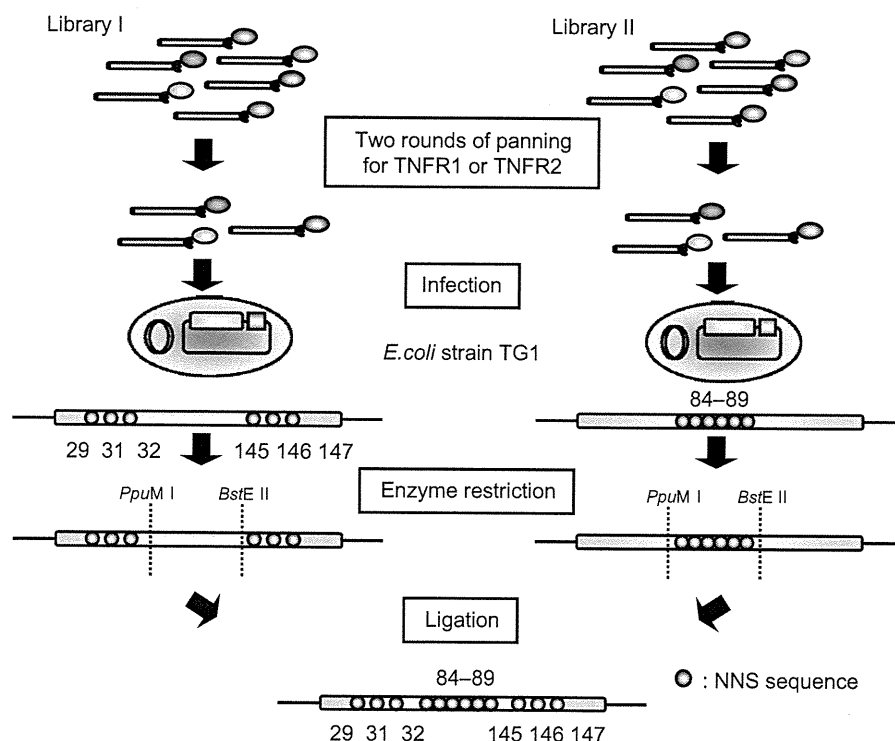 Library I
Library II
Two rounds of panning
for TNFR1 or TNFR2
Infection
E.coli strain TG1
84–89
29 31 32 145 146 147
Enzyme restriction
PpuM I BstE II
PpuM I BstE II
Ligation
84–89
: NNS sequence
29 31 32 145 146 147